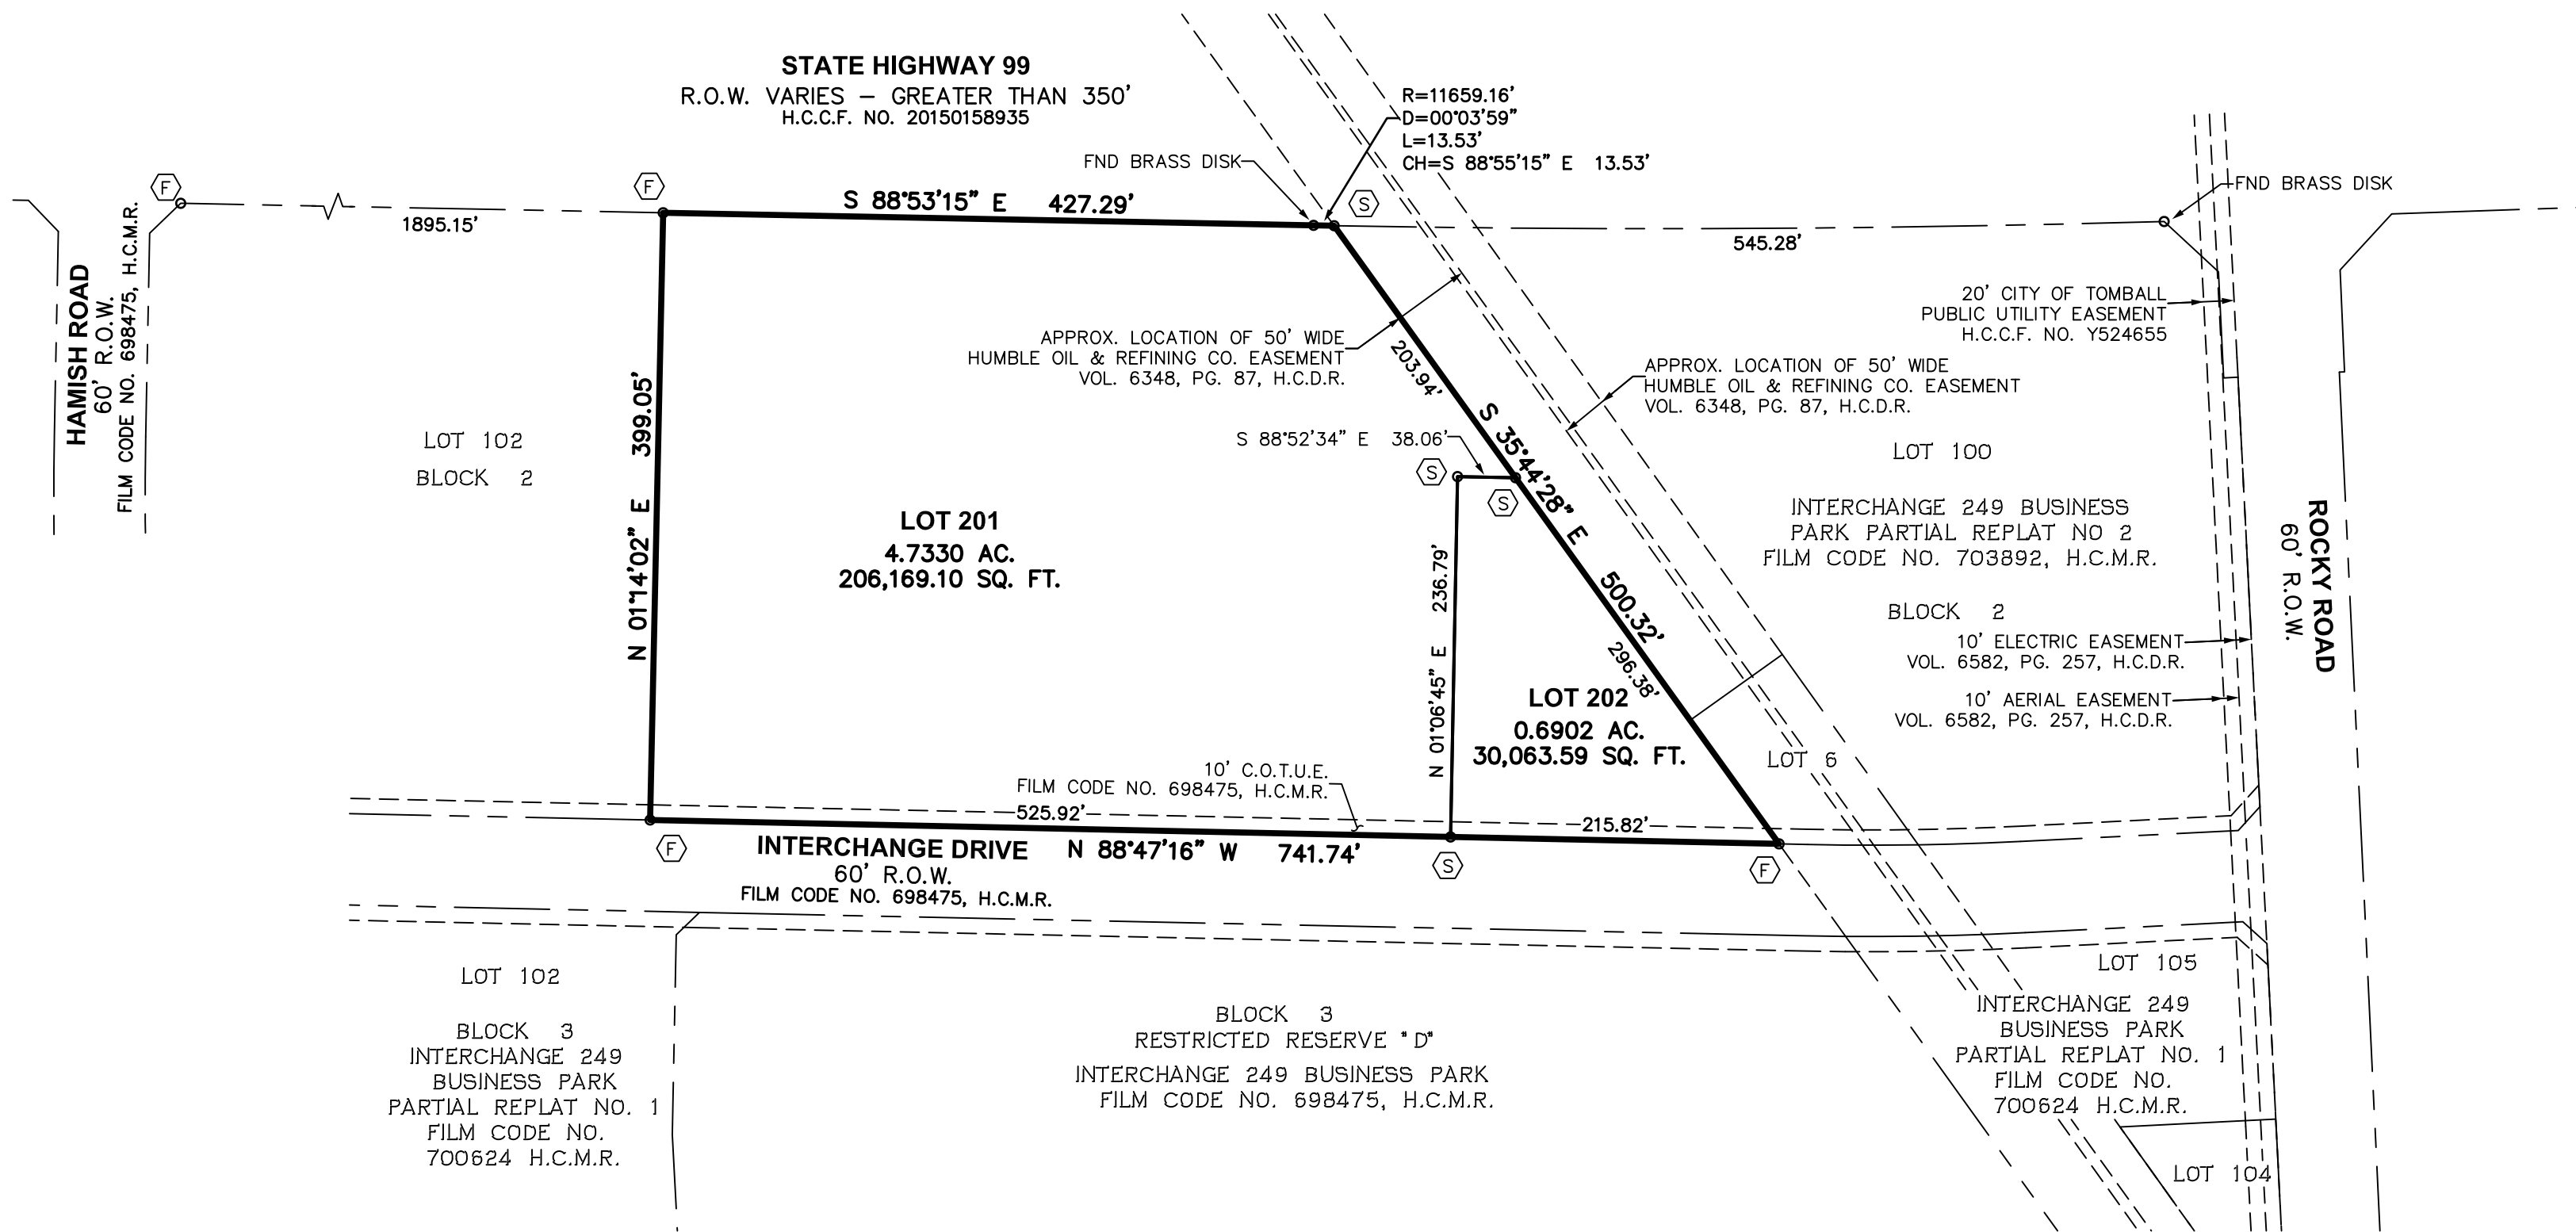 STATE HIGHWAY 99
R.O.W. VARIES – GREATER THAN 350'
H.C.C.F. NO. 20150158935
R=11659.16'
D=00°03'59"
L=13.53'
CH=S 88°55'15" E 13.53'
FND BRASS DISK
F
F
S
S 88°53'15" E 427.29'
1895.15'
545.28'
FND BRASS DISK
HAMISH ROAD
60' R.O.W.
FILM CODE NO. 698475, H.C.M.R.
20' CITY OF TOMBALL
PUBLIC UTILITY EASEMENT
H.C.C.F. NO. Y524655
APPROX. LOCATION OF 50' WIDE
HUMBLE OIL & REFINING CO. EASEMENT
VOL. 6348, PG. 87, H.C.D.R.
APPROX. LOCATION OF 50' WIDE
HUMBLE OIL & REFINING CO. EASEMENT
VOL. 6348, PG. 87, H.C.D.R.
203.94'
S 35°44'28" E 500.32'
296.38'
N 01°14'02" E 399.05'
LOT 102
BLOCK 2
S 88°52'34" E 38.06'
S
S
LOT 100
INTERCHANGE 249 BUSINESS
PARK PARTIAL REPLAT NO 2
FILM CODE NO. 703892, H.C.M.R.
BLOCK 2
LOT 201
4.7330 AC.
206,169.10 SQ. FT.
N 01°06'45" E 236.79'
ROCKY ROAD
60' R.O.W.
10' ELECTRIC EASEMENT
VOL. 6582, PG. 257, H.C.D.R.
10' AERIAL EASEMENT
VOL. 6582, PG. 257, H.C.D.R.
LOT 202
0.6902 AC.
30,063.59 SQ. FT.
LOT 6
10' C.O.T.U.E.
FILM CODE NO. 698475, H.C.M.R.
525.92'
215.82'
F
INTERCHANGE DRIVE N 88°47'16" W 741.74'
S
F
60' R.O.W.
FILM CODE NO. 698475, H.C.M.R.
LOT 102
BLOCK 3
INTERCHANGE 249
BUSINESS PARK
PARTIAL REPLAT NO. 1
FILM CODE NO.
700624 H.C.M.R.
BLOCK 3
RESTRICTED RESERVE "D"
INTERCHANGE 249 BUSINESS PARK
FILM CODE NO. 698475, H.C.M.R.
LOT 105
INTERCHANGE 249
BUSINESS PARK
PARTIAL REPLAT NO. 1
FILM CODE NO.
700624 H.C.M.R.
LOT 104